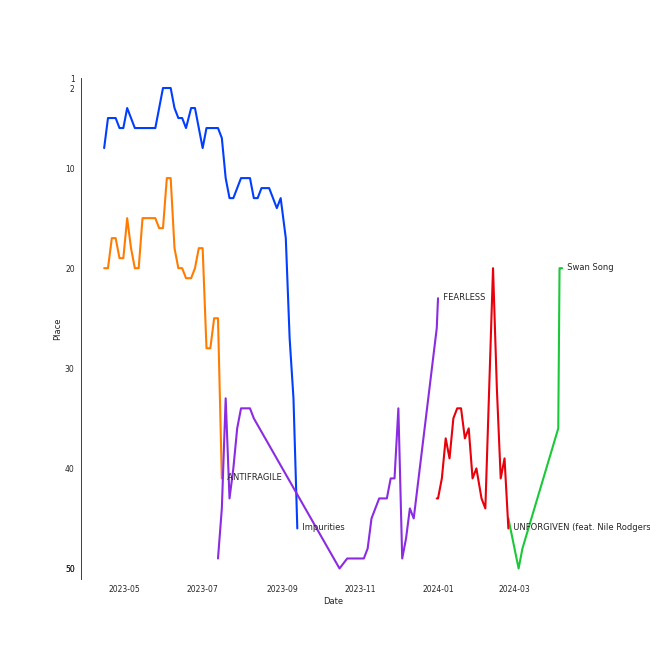 1
2
10
20
Swan Song
FEARLESS
Place
30
40
ANTIFRAGILE
Impurities
UNFORGIVEN (feat. Nile Rodgers
50
2023-05
2023-07
2023-09
2023-11
2024-01
2024-03
Date